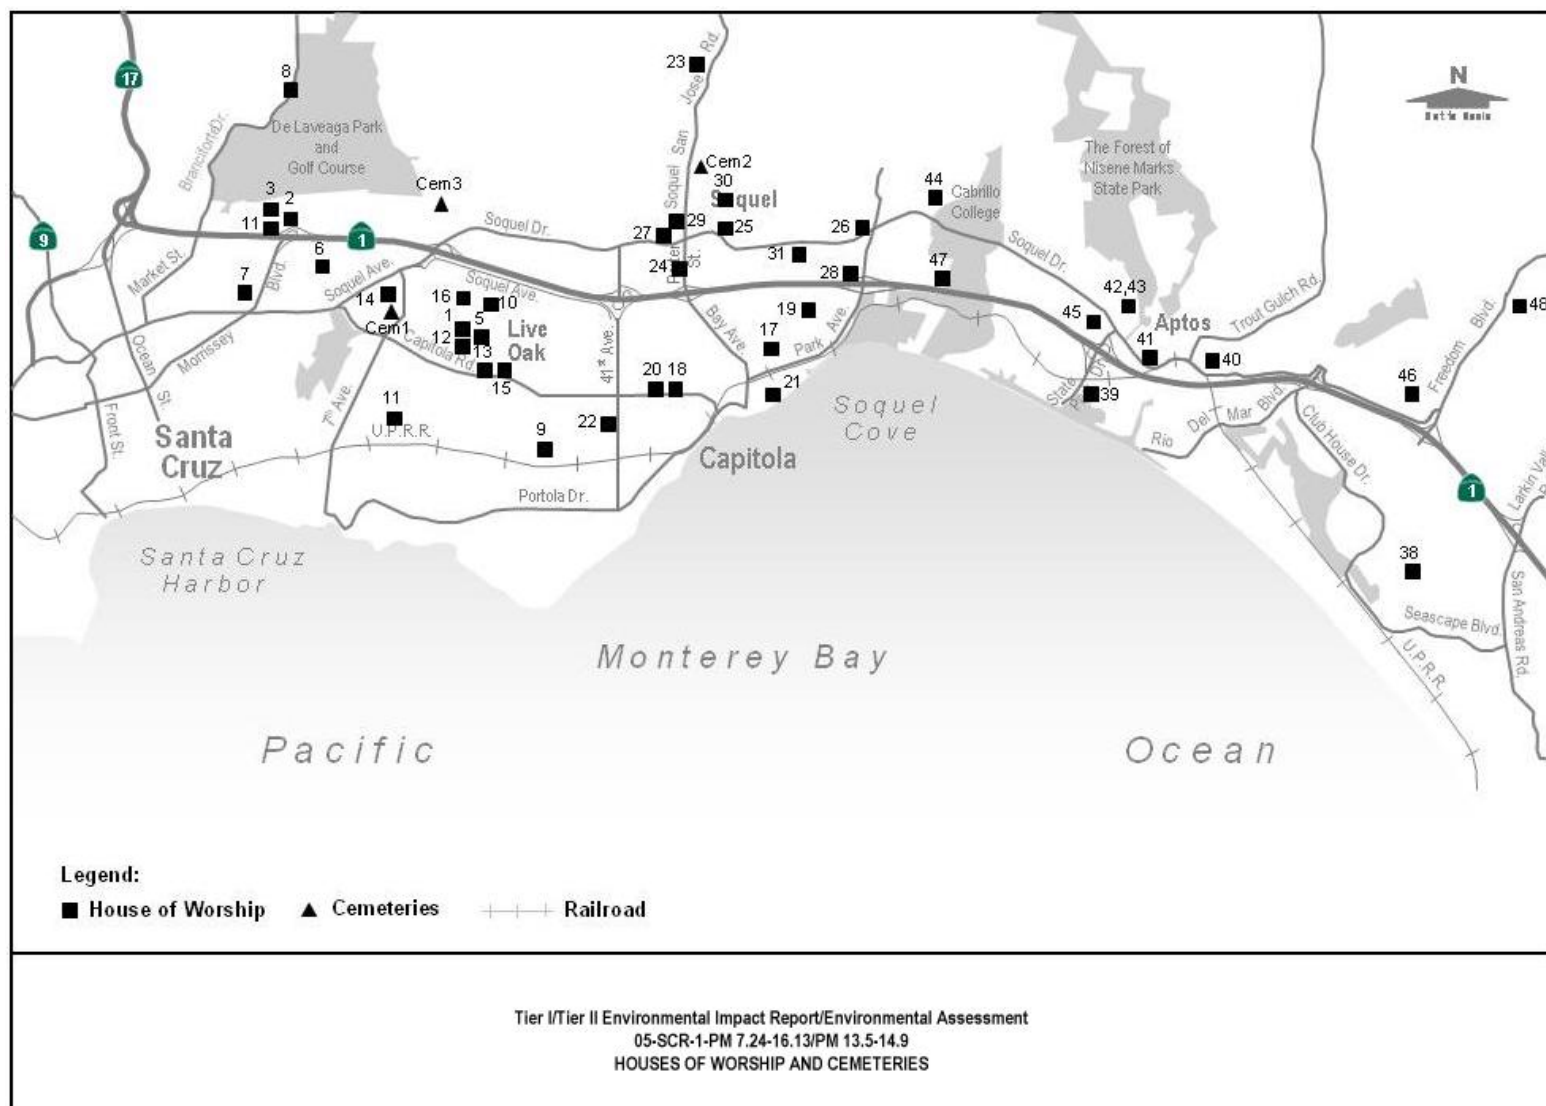 17
8
Branciforte Dr.
De Laveaga Park
and
Golf Course
23
Soquel San Jose Rd.
N
Cem2
Cem3
The Forest of
Nisene Marks
State Park
3
2
11
9
1
30
Soquel
29
25
27
26
44
Cabrillo
College
Soquel Dr.
Soquel Dr.
Market St.
6
7
Blvd.
Morrissey
Soquel Ave.
Soquel Ave.
14
Cem1
16
10
1
5
12
13
Live
Oak
15
Capitola Rd.
41st Ave.
24
St.
31
28
47
19
17
Park Ave.
Bay Ave.
20
18
21
22
9
11
7th Ave.
U.P.R.R.
Ocean St.
Front St.
Santa
Cruz
Portola Dr.
Capitola
Soquel
Cove
45
42,43
Aptos
41
40
Trout Gulch Rd.
State
Dr.
39
Rio Del Mar Blvd.
Club House Dr.
Freedom Blvd.
48
46
1
38
Seascape Blvd.
San Andreas Rd.
U.P.R.R.
Santa Cruz
Harbor
Monterey Bay
Pacific
Ocean
Legend:
House of Worship
Cemeteries
Railroad
Tier I/Tier II Environmental Impact Report/Environmental Assessment
05-SCR-1-PM 7.24-16.13/PM 13.5-14.9
HOUSES OF WORSHIP AND CEMETERIES